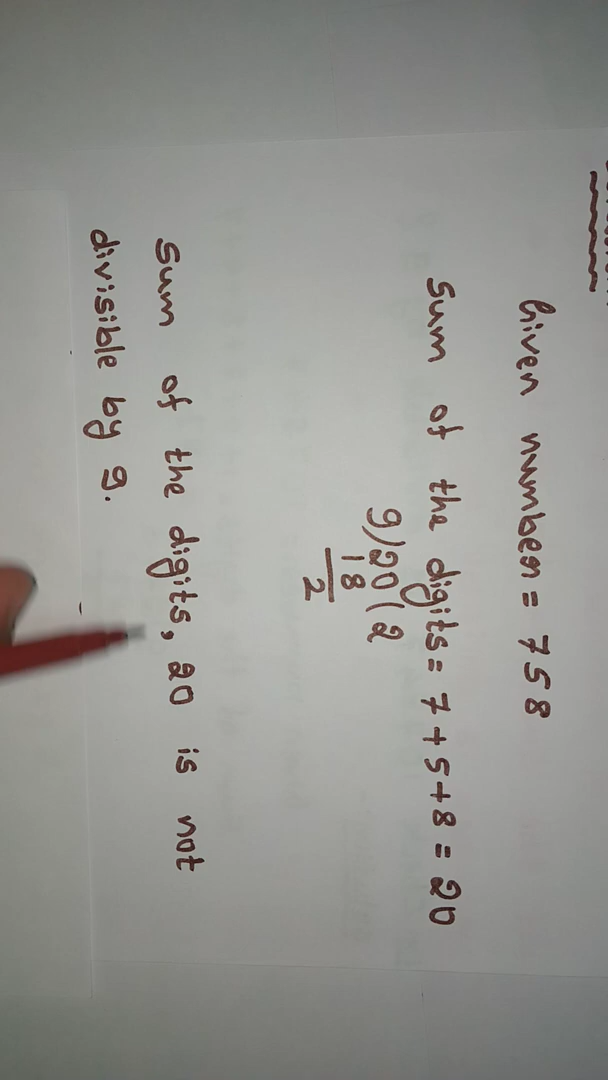 Given number = 758
Sum of the digits = 7 + 5 + 8 = 20
9)20(2
18
2
Sum of the digits, 20 is not
divisible by 9.